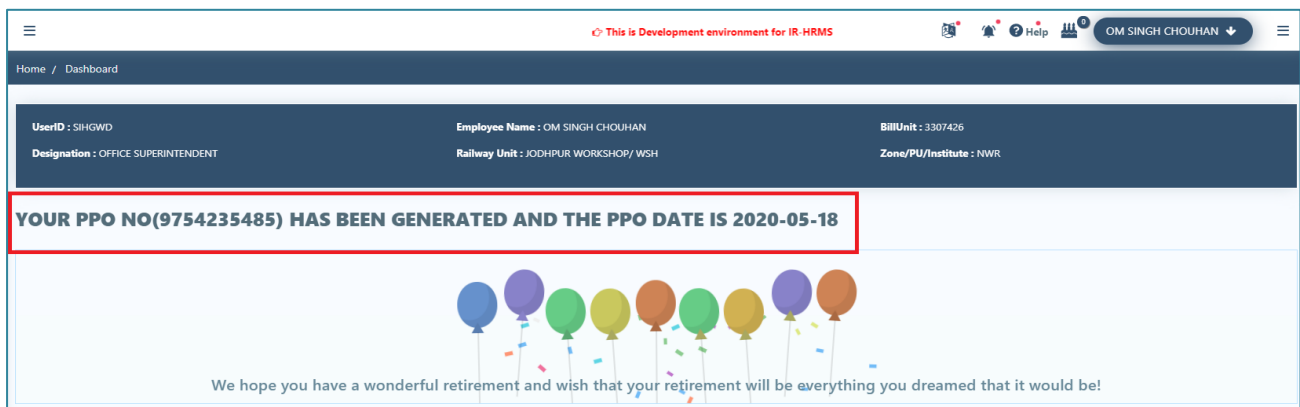 This is Development environment for IR-HRMS
Help
0
OM SINGH CHOUHAN
Home / Dashboard
UserID : SIHGWD Employee Name : OM SINGH CHOUHAN BillUnit : 3307426
Designation : OFFICE SUPERINTENDENT Railway Unit : JODHPUR WORKSHOP/ WSH Zone/PU/Institute : NWR
YOUR PPO NO(9754235485) HAS BEEN GENERATED AND THE PPO DATE IS 2020-05-18
We hope you have a wonderful retirement and wish that your retirement will be everything you dreamed that it would be!